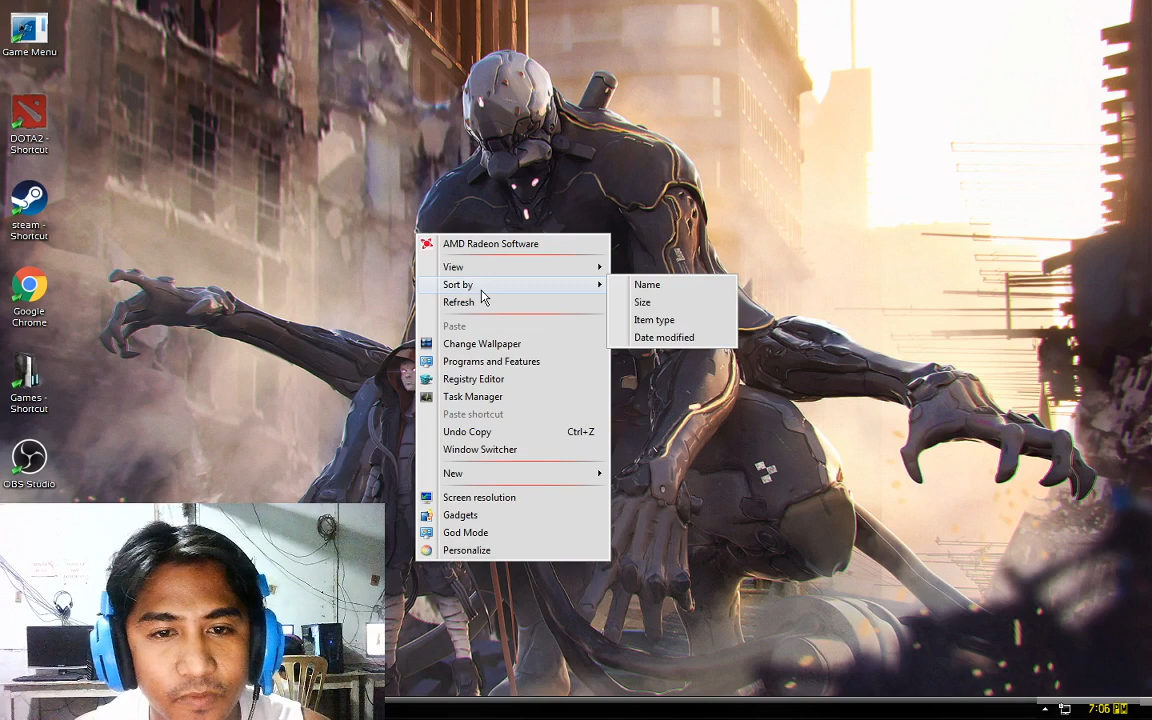 Game Menu
DOTA2 -
Shortcut
steam -
Shortcut
Google
Chrome
Games -
Shortcut
OBS Studio
AMD Radeon Software
View
Sort by
Refresh
Paste
Change Wallpaper
Programs and Features
Registry Editor
Task Manager
Paste shortcut
Undo Copy Ctrl+Z
Window Switcher
New
Screen resolution
Gadgets
God Mode
Personalize
Name
Size
Item type
Date modified
7:06 PM